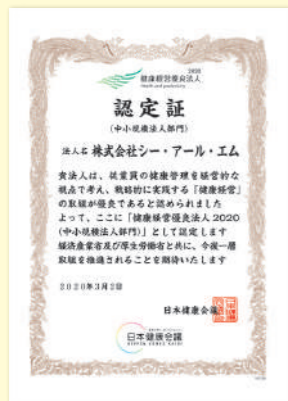 2020
健康経営優良法人
Health and productivity
認定証
(中小規模法人部門)
法人名 株式会社シー・アール・エム
貴法人は、従業員の健康管理を経営的な
視点で考え、戦略的に実践する「健康経営」
の取組が優良であると認められました
よって、ここに「健康経営優良法人2020
(中小規模法人部門)」として認定します
経済産業省及び厚生労働省と共に、今後一層
取組を推進されることを期待いたします
2020年3月2日
日本健康会議
日本健康会議
NIPPON KENKO KAIGI